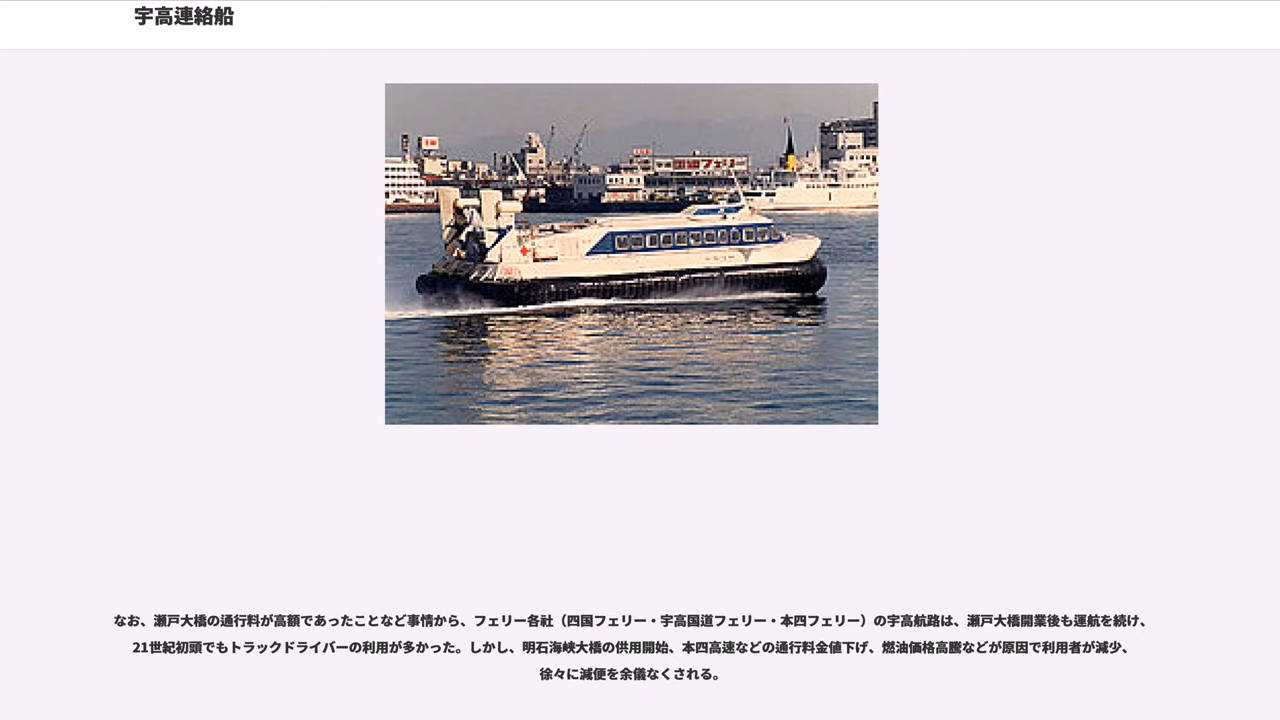 宇高連絡船
なお、瀬戸大橋の通行料が高額であったことなど事情から、フェリー各社（四国フェリー・宇高国道フェリー・本四フェリー）の宇高航路は、瀬戸大橋開業後も運航を続け、
21世紀初頭でもトラックドライバーの利用が多かった。しかし、明石海峡大橋の供用開始、本四高速などの通行料金値下げ、燃油価格高騰などが原因で利用者が減少、
徐々に減便を余儀なくされる。